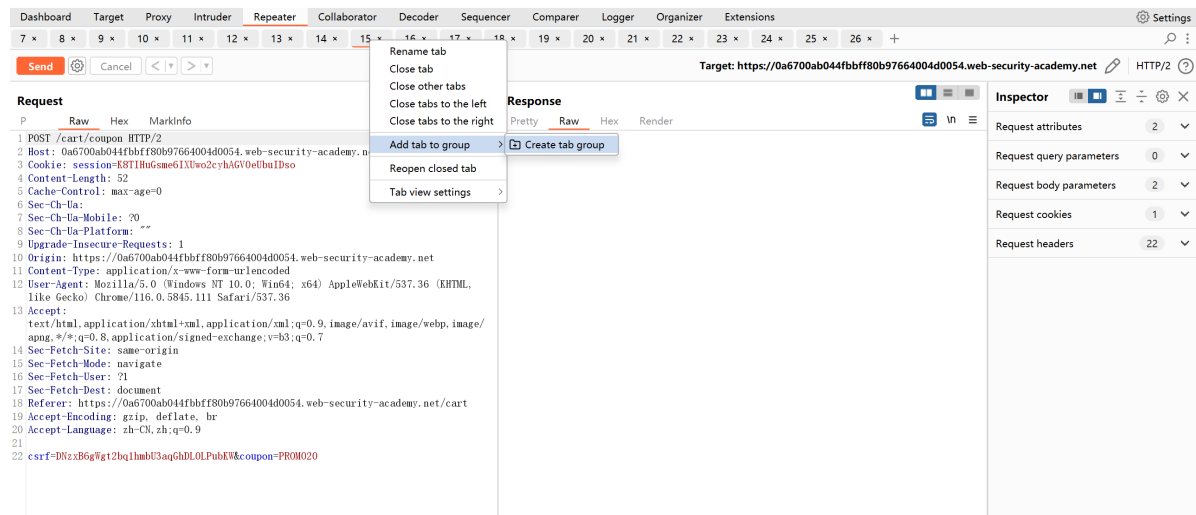 Dashboard Target Proxy Intruder Repeater Collaborator Decoder Sequencer Comparer Logger Organizer Extensions Settings
7 × 8 × 9 × 10 × 11 × 12 × 13 × 14 × 15 × 16 × 17 × 18 × 19 × 20 × 21 × 22 × 23 × 24 × 25 × 26 × +
Send Cancel < > Target: https://0a6700ab044fbbff80b97664004d0054.web-security-academy.net HTTP/2
Rename tab
Close tab
Close other tabs
Close tabs to the left
Close tabs to the right
Add tab to group
Create tab group
Reopen closed tab
Tab view settings
Request
P Raw Hex MarkInfo
1 POST /cart/coupon HTTP/2
2 Host: 0a6700ab044fbbff80b97664004d0054.web-security-academy.n
3 Cookie: session=K8TIHuGsme6IXUwo2cyhAGV0eUbuIDso
4 Content-Length: 52
5 Cache-Control: max-age=0
6 Sec-Ch-Ua:
7 Sec-Ch-Ua-Mobile: ?0
8 Sec-Ch-Ua-Platform: ""
9 Upgrade-Insecure-Requests: 1
10 Origin: https://0a6700ab044fbbff80b97664004d0054.web-security-academy.net
11 Content-Type: application/x-www-form-urlencoded
12 User-Agent: Mozilla/5.0 (Windows NT 10.0; Win64; x64) AppleWebKit/537.36 (KHTML,
like Gecko) Chrome/116.0.5845.111 Safari/537.36
13 Accept:
text/html,application/xhtml+xml,application/xml;q=0.9,image/avif,image/webp,image/
apng,*/*;q=0.8,application/signed-exchange;v=b3;q=0.7
14 Sec-Fetch-Site: same-origin
15 Sec-Fetch-Mode: navigate
16 Sec-Fetch-User: ?1
17 Sec-Fetch-Dest: document
18 Referer: https://0a6700ab044fbbff80b97664004d0054.web-security-academy.net/cart
19 Accept-Encoding: gzip, deflate, br
20 Accept-Language: zh-CN,zh;q=0.9
21
22 csrf=DNzxB6gWgt2bq1hmbU3aqGhDL0LPubKW&coupon=PROMO20
Response
Pretty Raw Hex Render \n
Inspector
Request attributes 2
Request query parameters 0
Request body parameters 2
Request cookies 1
Request headers 22